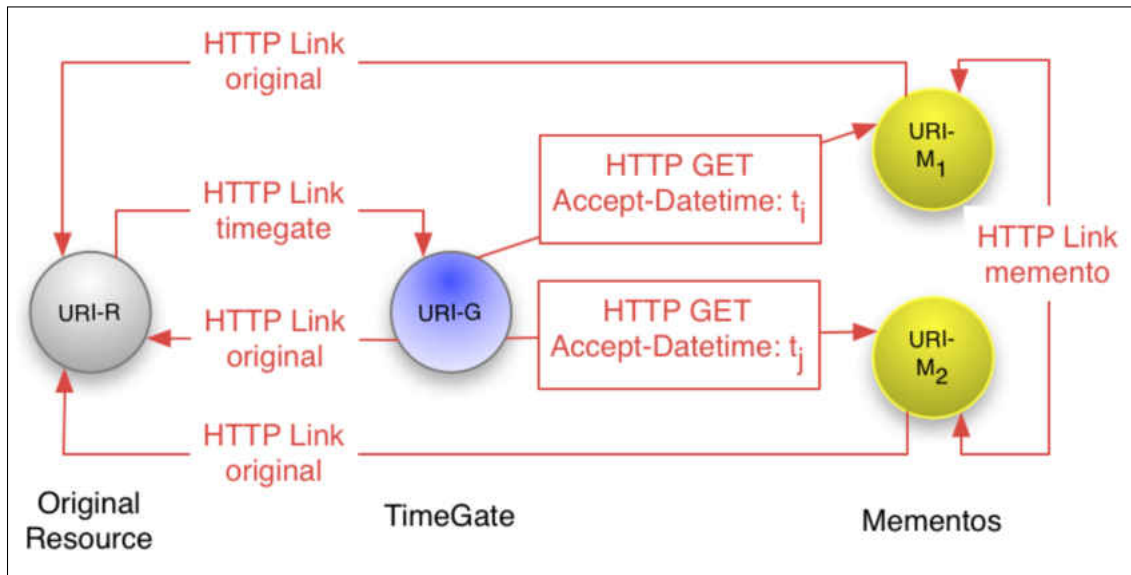 HTTP Link
original
URI-
M1
HTTP GET
Accept-Datetime: ti
HTTP Link
timegate
HTTP Link
memento
URI-R
URI-G
HTTP Link
original
HTTP GET
Accept-Datetime: tj
URI-
M2
HTTP Link
original
Original
Resource
TimeGate
Mementos